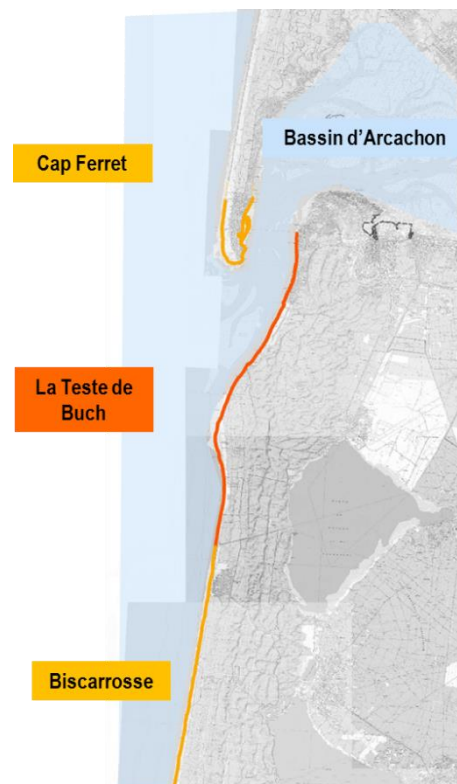 Bassin d'Arcachon
Cap Ferret
La Teste de
Buch
Biscarrosse